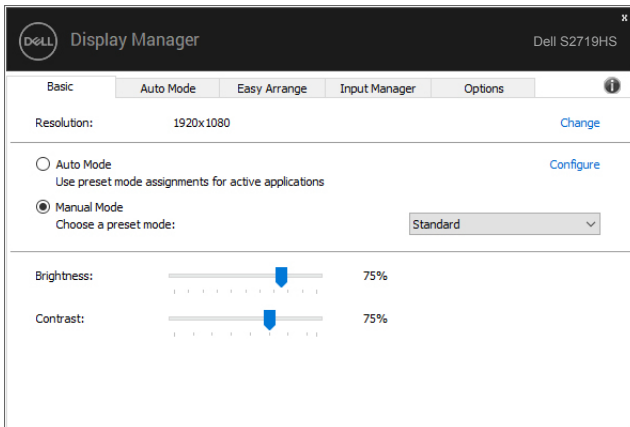 x
DELL Display Manager Dell S2719HS
Basic Auto Mode Easy Arrange Input Manager Options i
Resolution: 1920x1080 Change
Auto Mode Configure
Use preset mode assignments for active applications
Manual Mode
Choose a preset mode: Standard
Brightness: 75%
Contrast: 75%